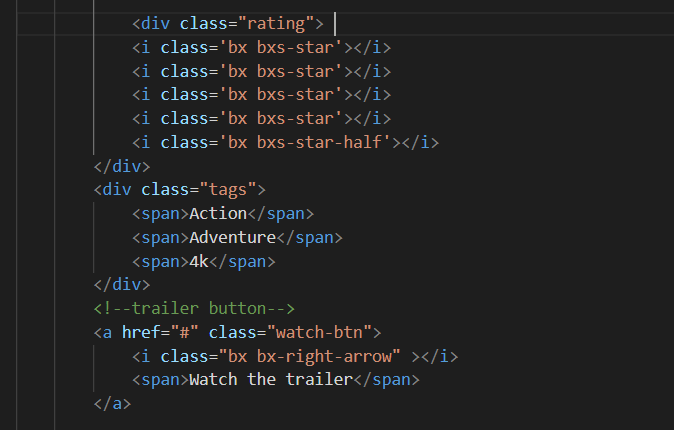 <div class="rating">
<i class='bx bxs-star'></i>
<i class='bx bxs-star'></i>
<i class='bx bxs-star'></i>
<i class='bx bxs-star'></i>
<i class='bx bxs-star-half'></i>
</div>
<div class="tags">
<span>Action</span>
<span>Adventure</span>
<span>4k</span>
</div>
<!--trailer button-->
<a href="#" class="watch-btn">
<i class="bx bx-right-arrow" ></i>
<span>Watch the trailer</span>
</a>